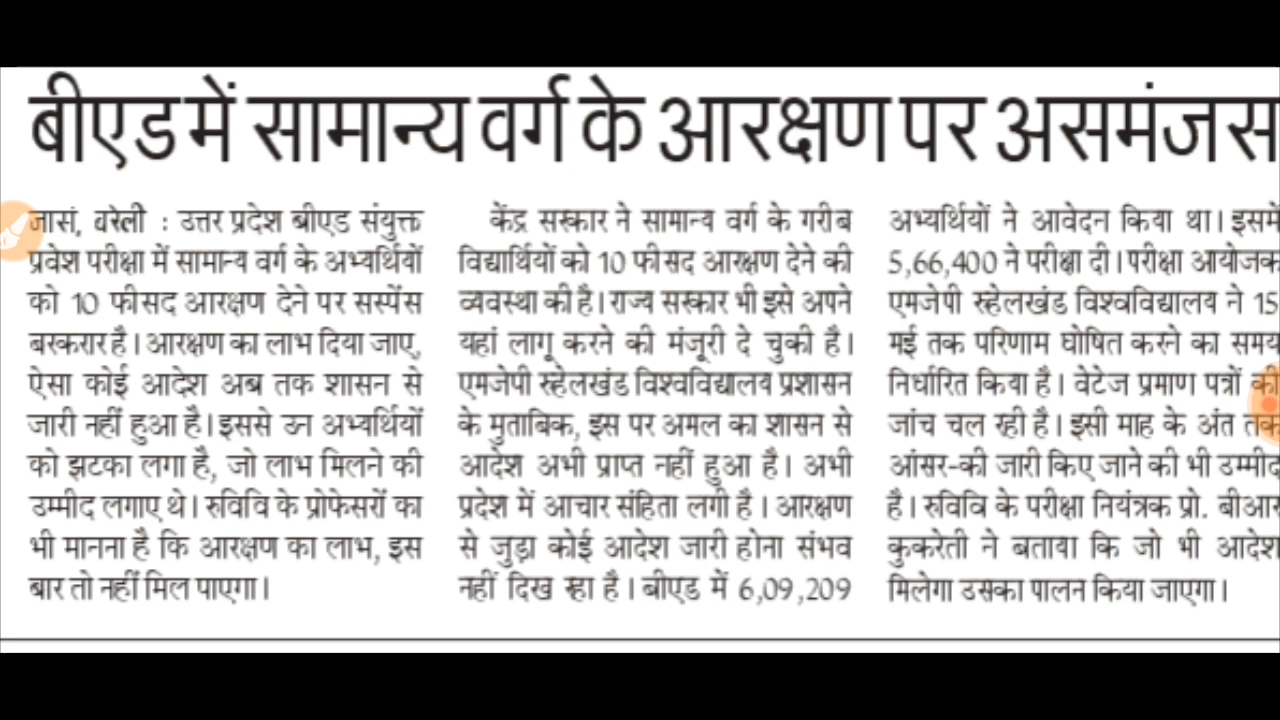 बीएड में सामान्य वर्ग के आरक्षण पर असमंजस
जासं, बरेली : उत्तर प्रदेश बीएड संयुक्त
प्रवेश परीक्षा में सामान्य वर्ग के अभ्यर्थियों
को 10 फीसद आरक्षण देने पर सस्पेंस
बरकरार है। आरक्षण का लाभ दिया जाए,
ऐसा कोई आदेश अब तक शासन से
जारी नहीं हुआ है। इससे उन अभ्यर्थियों
को झटका लगा है, जो लाभ मिलने की
उम्मीद लगाए थे। रुविवि के प्रोफेसरों का
भी मानना है कि आरक्षण का लाभ, इस
बार तो नहीं मिल पाएगा।
केंद्र सरकार ने सामान्य वर्ग के गरीब
विद्यार्थियों को 10 फीसद आरक्षण देने की
व्यवस्था की है। राज्य सरकार भी इसे अपने
यहां लागू करने की मंजूरी दे चुकी है।
एमजेपी रुहेलखंड विश्वविद्यालय प्रशासन
के मुताबिक, इस पर अमल का शासन से
आदेश अभी प्राप्त नहीं हुआ है। अभी
प्रदेश में आचार संहिता लगी है। आरक्षण
से जुड़ा कोई आदेश जारी होना संभव
नहीं दिख रहा है। बीएड में 6,09,209
अभ्यर्थियों ने आवेदन किया था। इसमें
5,66,400 ने परीक्षा दी। परीक्षा आयोजक
एमजेपी रुहेलखंड विश्वविद्यालय ने 15
मई तक परिणाम घोषित करने का समय
निर्धारित किया है। वेटेज प्रमाण पत्रों की
जांच चल रही है। इसी माह के अंत तक
आंसर-की जारी किए जाने की भी उम्मीद
है। रुविवि के परीक्षा नियंत्रक प्रो. बीआर
कुकरेती ने बताया कि जो भी आदेश
मिलेगा उसका पालन किया जाएगा।